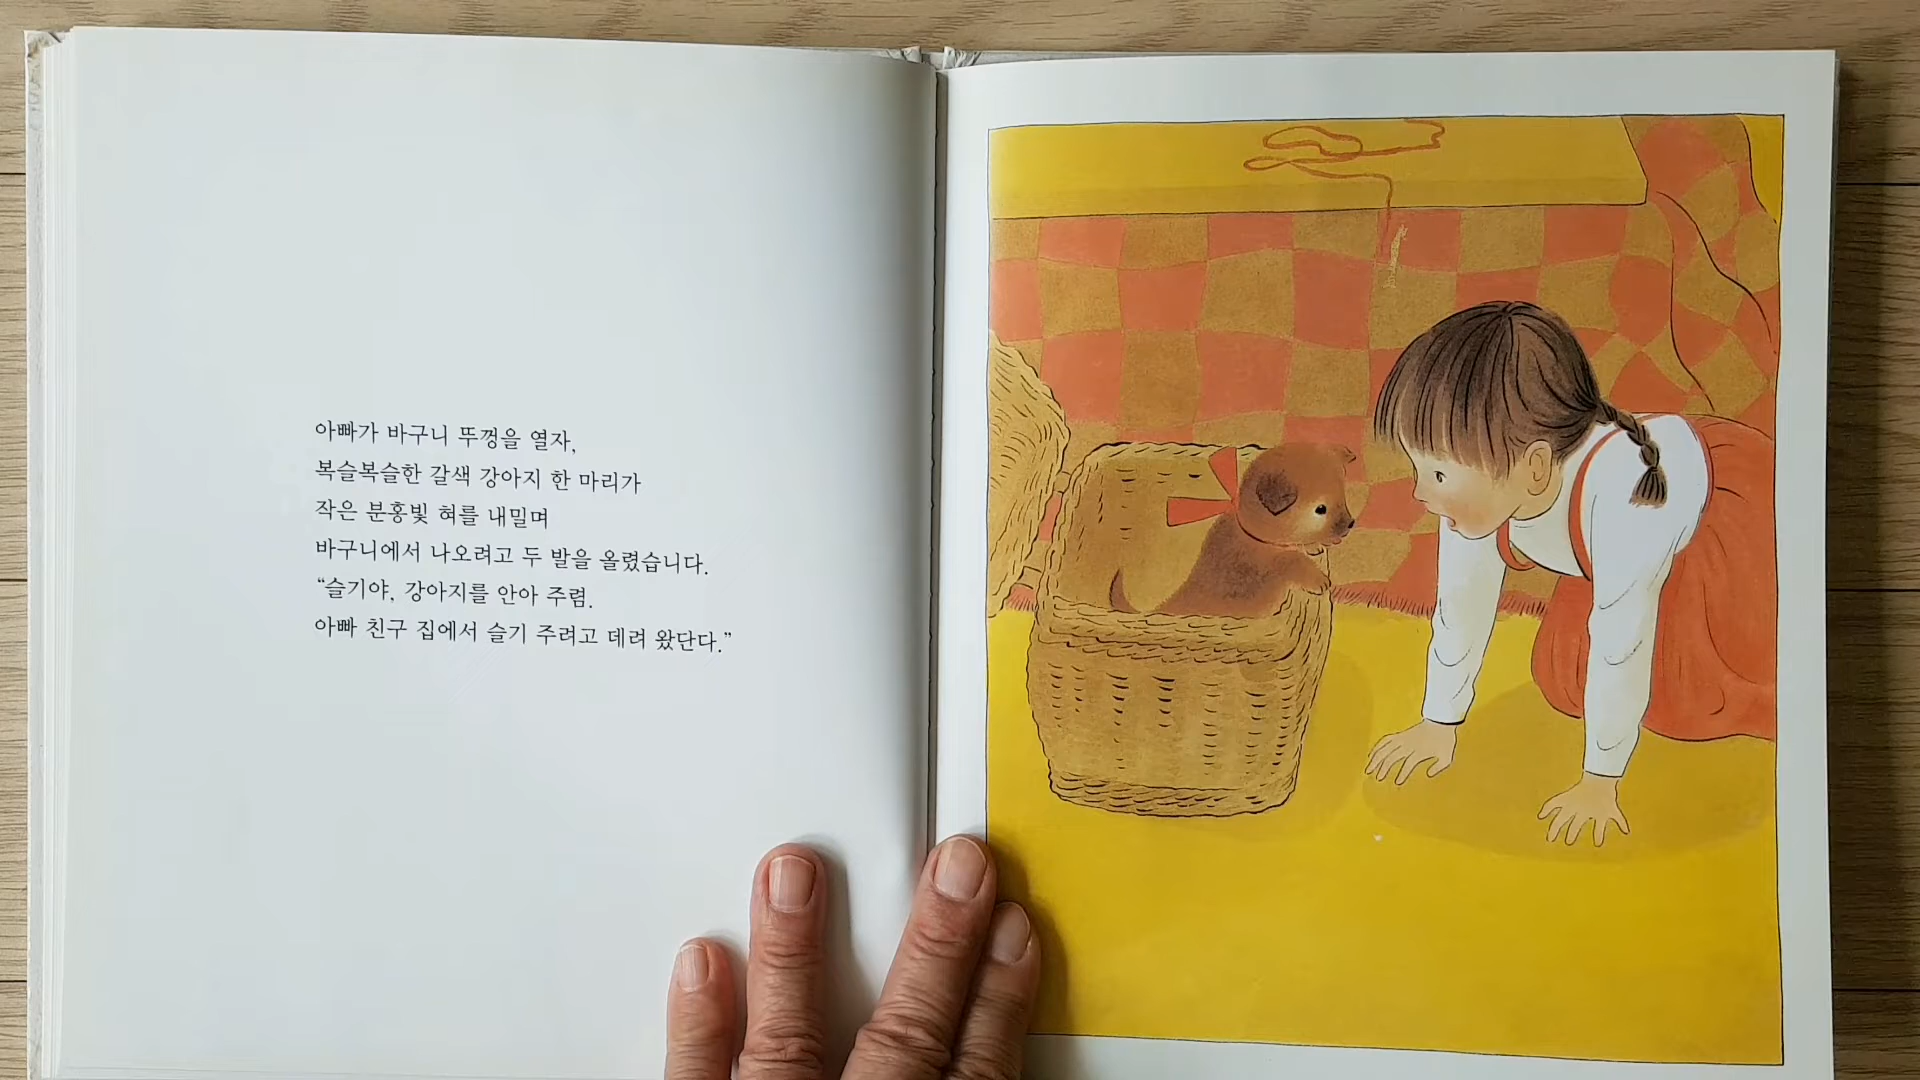 아빠가 바구니 뚜껑을 열자,
복슬복슬한 갈색 강아지 한 마리가
작은 분홍빛 혀를 내밀며
바구니에서 나오려고 두 발을 올렸습니다.
“슬기야, 강아지를 안아 주렴.
아빠 친구 집에서 슬기 주려고 데려 왔단다.”